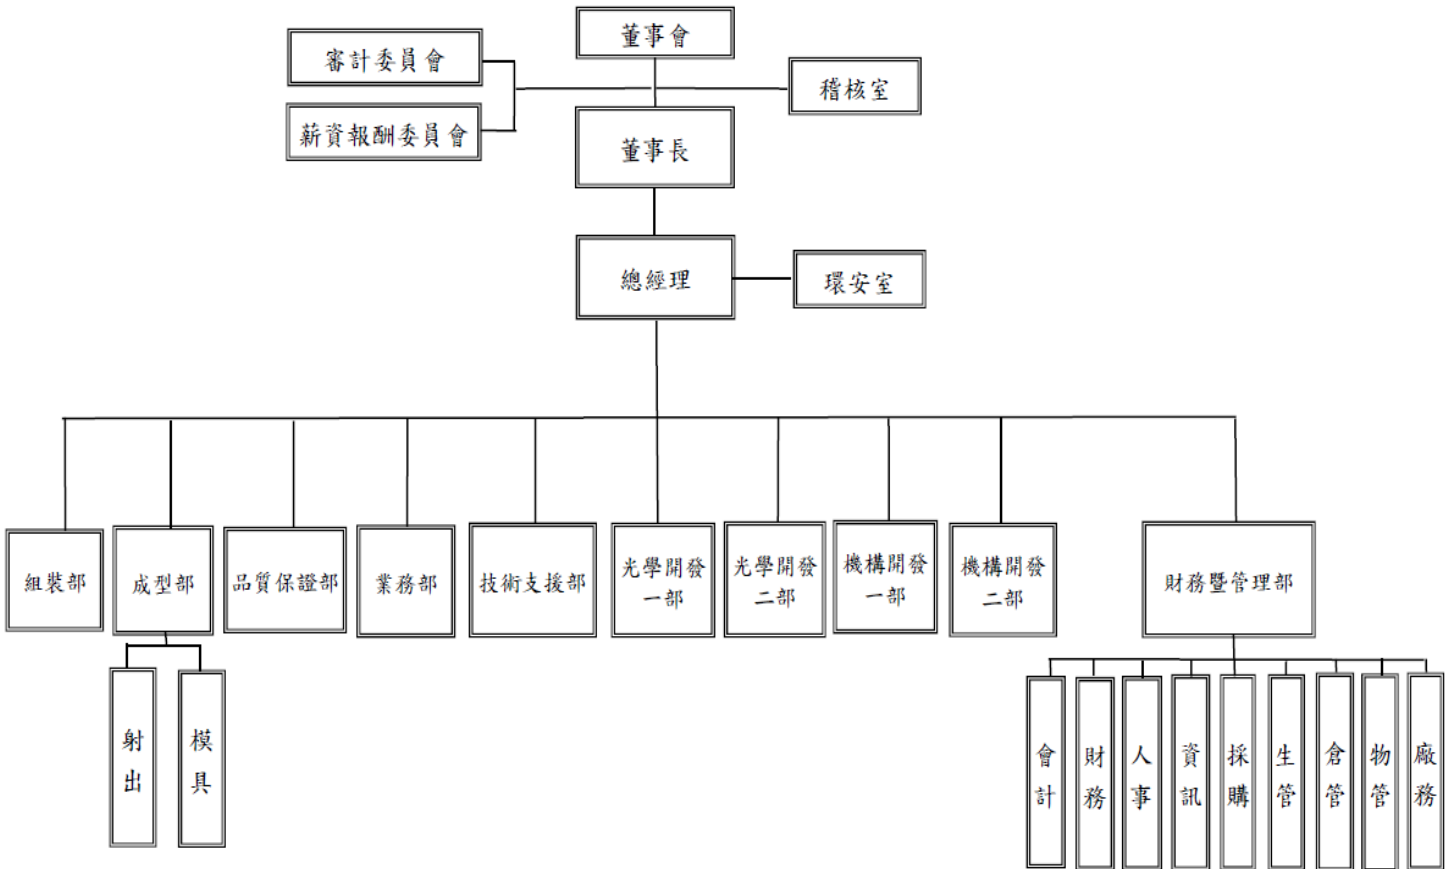 董事會
審計委員會
稽核室
薪資報酬委員會
董事長
總經理
環安室
組裝部
成型部
品質保證部
業務部
技術支援部
光學開發
一部
光學開發
二部
機構開發
一部
機構開發
二部
財務暨管理部
射出
模具
會計
財務
人事
資訊
採購
生管
倉管
物管
廠務